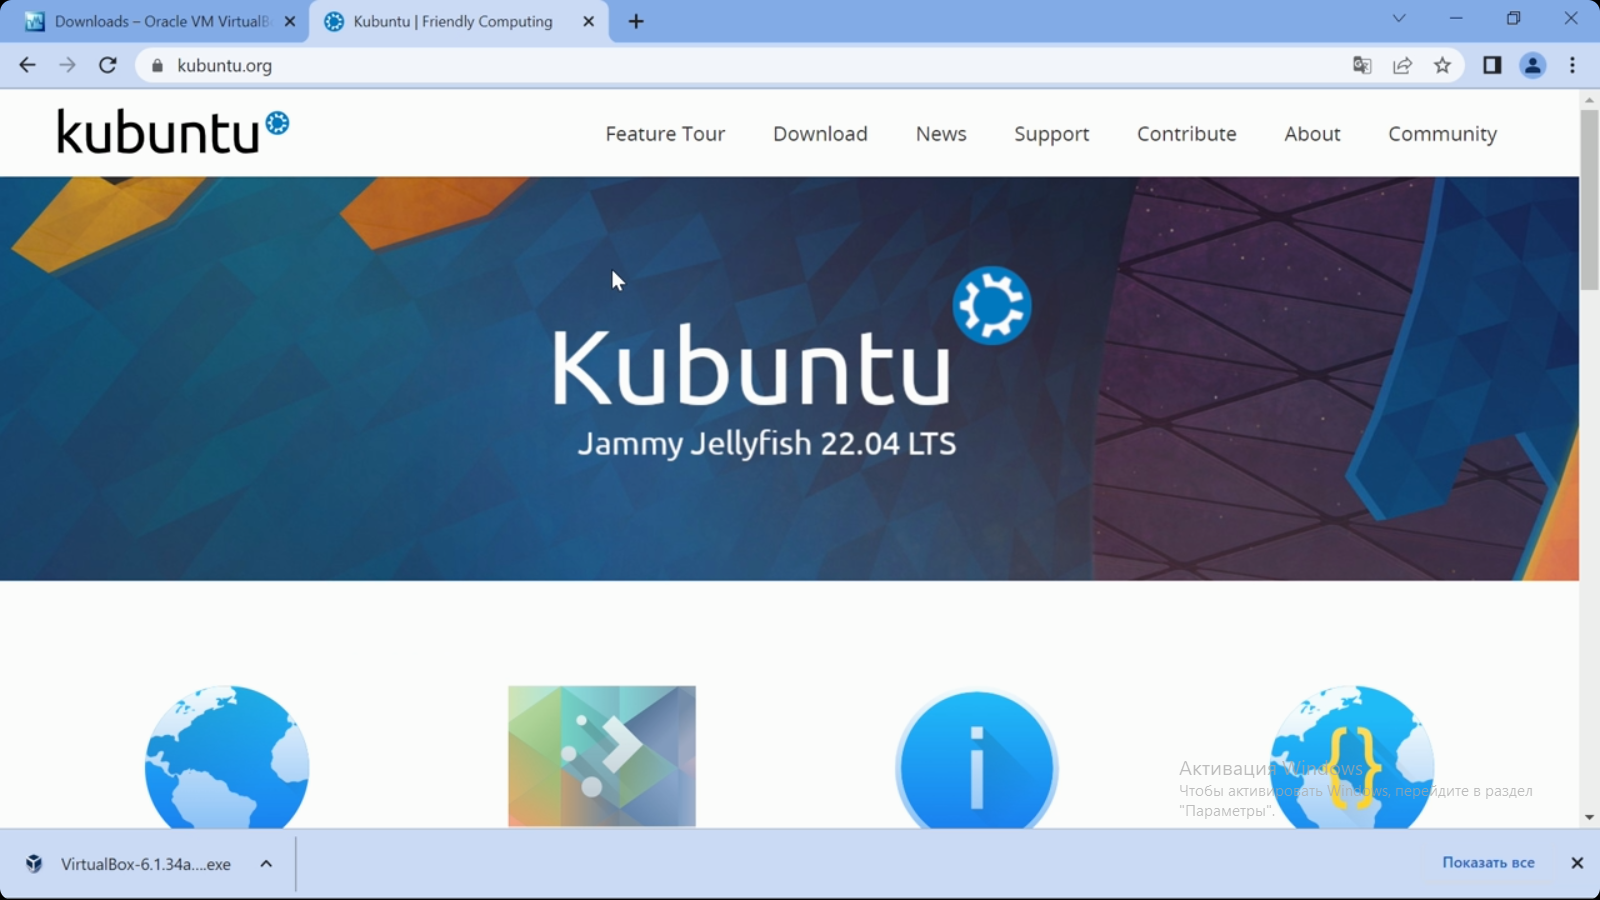 Downloads – Oracle VM VirtualB
Kubuntu | Friendly Computing
kubuntu.org
kubuntu
Feature Tour
Download
News
Support
Contribute
About
Community
Kubuntu
Jammy Jellyfish 22.04 LTS
Активация Windows
Чтобы активировать Windows, перейдите в раздел
"Параметры".
VirtualBox-6.1.34a....exe
Показать все